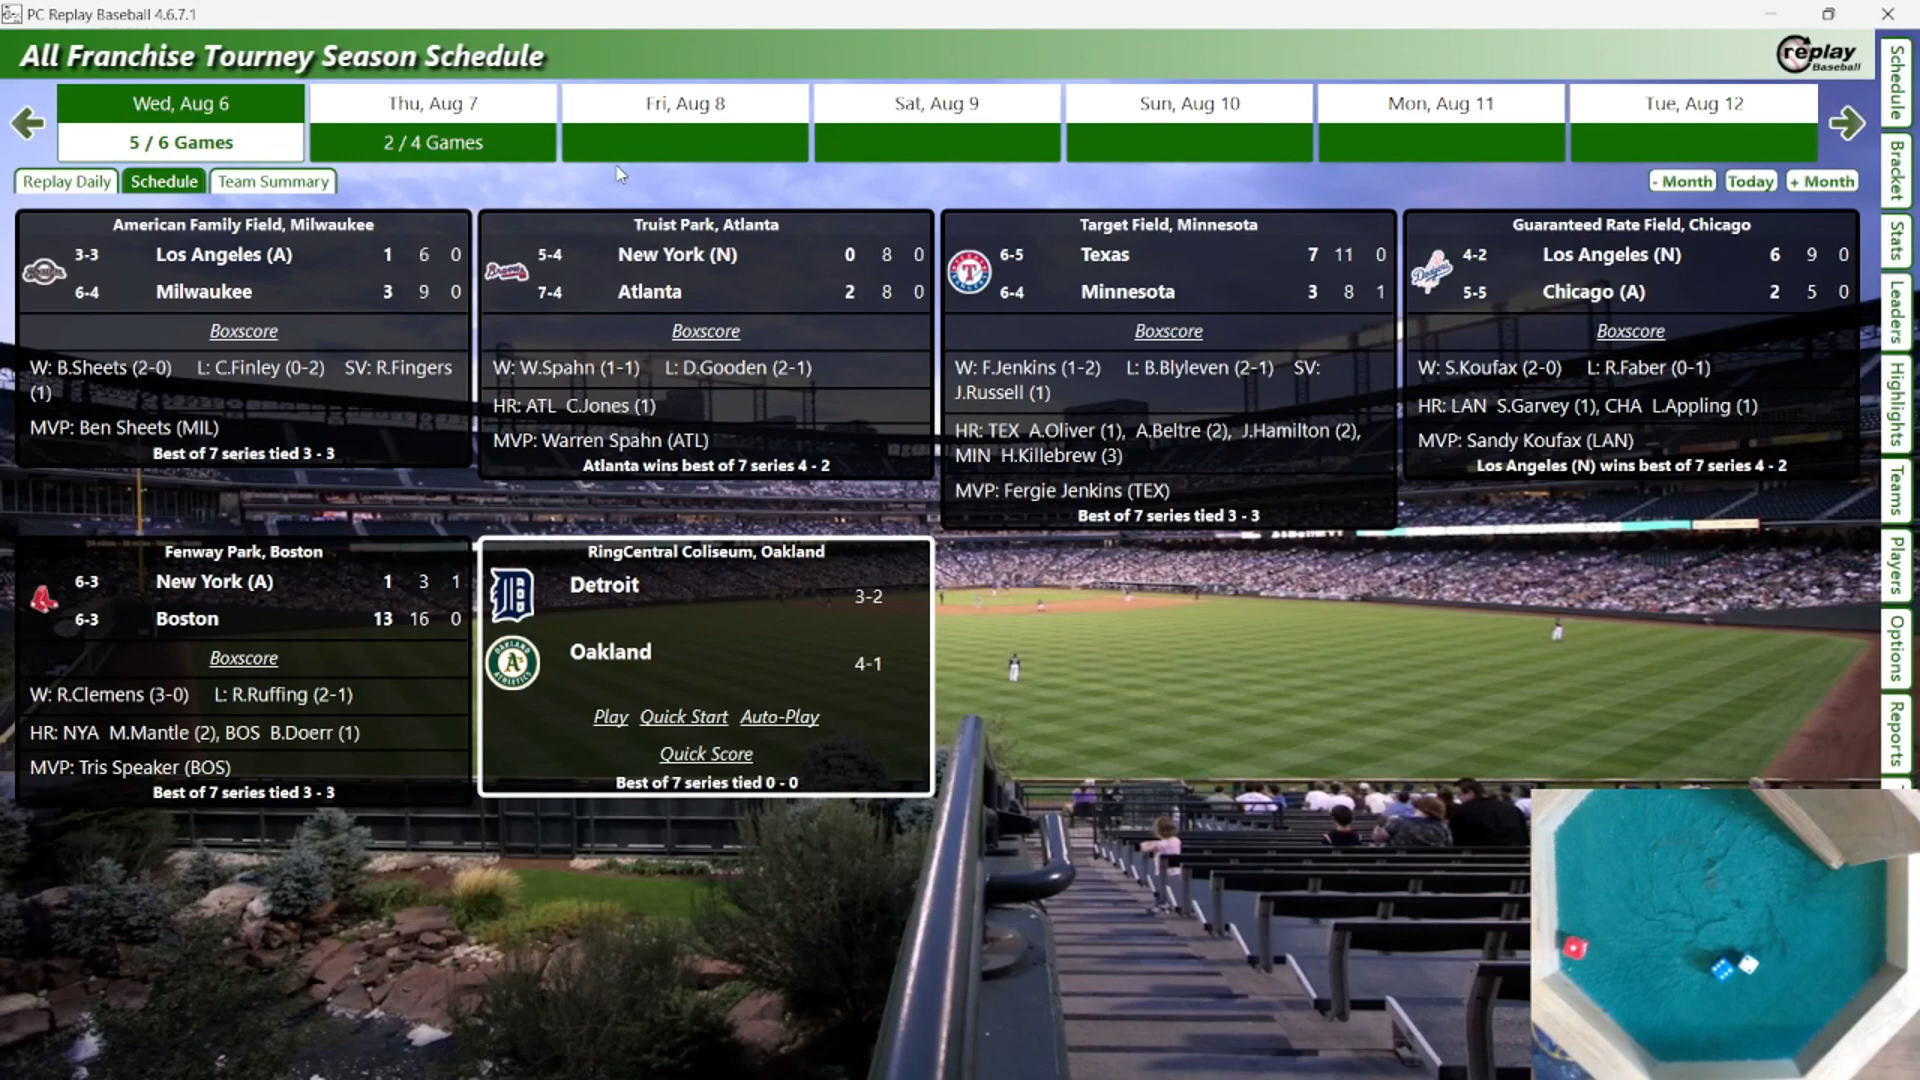 PC Replay Baseball 4.6.7.1
All Franchise Tourney Season Schedule
replay
Baseball
Wed, Aug 6
5 / 6 Games
Thu, Aug 7
2 / 4 Games
Fri, Aug 8
Sat, Aug 9
Sun, Aug 10
Mon, Aug 11
Tue, Aug 12
Replay Daily
Schedule
Team Summary
- Month
Today
+ Month
American Family Field, Milwaukee
3-3 Los Angeles (A) 1 6 0
6-4 Milwaukee 3 9 0
Boxscore
W: B.Sheets (2-0) L: C.Finley (0-2) SV: R.Fingers
(1)
MVP: Ben Sheets (MIL)
Best of 7 series tied 3 - 3
Truist Park, Atlanta
5-4 New York (N) 0 8 0
Braves
7-4 Atlanta 2 8 0
Boxscore
W: W.Spahn (1-1) L: D.Gooden (2-1)
HR: ATL C.Jones (1)
MVP: Warren Spahn (ATL)
Atlanta wins best of 7 series 4 - 2
Target Field, Minnesota
6-5 Texas 7 11 0
T
6-4 Minnesota 3 8 1
Boxscore
W: F.Jenkins (1-2) L: B.Blyleven (2-1) SV:
J.Russell (1)
HR: TEX A.Oliver (1), A.Beltre (2), J.Hamilton (2),
MIN H.Killebrew (3)
MVP: Fergie Jenkins (TEX)
Best of 7 series tied 3 - 3
Guaranteed Rate Field, Chicago
4-2 Los Angeles (N) 6 9 0
Dodgers
5-5 Chicago (A) 2 5 0
Boxscore
W: S.Koufax (2-0) L: R.Faber (0-1)
HR: LAN S.Garvey (1), CHA L.Appling (1)
MVP: Sandy Koufax (LAN)
Los Angeles (N) wins best of 7 series 4 - 2
Fenway Park, Boston
6-3 New York (A) 1 3 1
6-3 Boston 13 16 0
Boxscore
W: R.Clemens (3-0) L: R.Ruffing (2-1)
HR: NYA M.Mantle (2), BOS B.Doerr (1)
MVP: Tris Speaker (BOS)
Best of 7 series tied 3 - 3
RingCentral Coliseum, Oakland
Detroit 3-2
D
Oakland 4-1
OAKLAND
A's
ATHLETICS
Play Quick Start Auto-Play
Quick Score
Best of 7 series tied 0 - 0
Schedule
Bracket
Stats
Leaders
Highlights
Teams
Players
Options
Reports